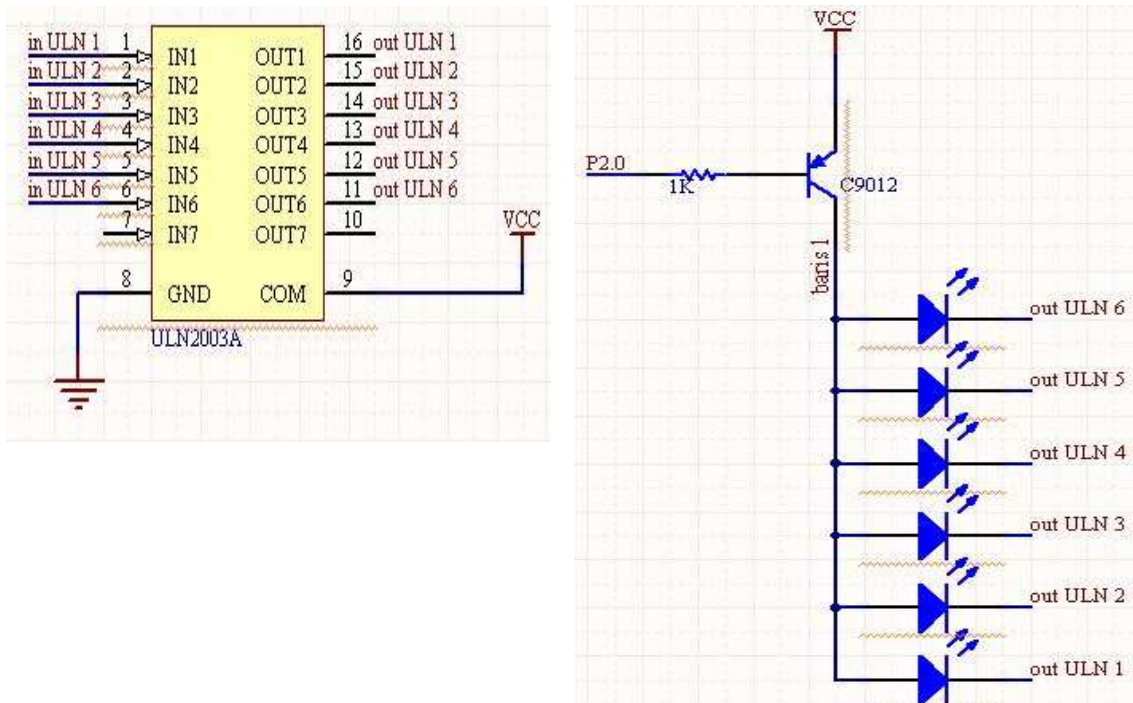 in ULN 1 1 IN1 OUT1 16 out ULN 1
in ULN 2 2 IN2 OUT2 15 out ULN 2
in ULN 3 3 IN3 OUT3 14 out ULN 3
in ULN 4 4 IN4 OUT4 13 out ULN 4
in ULN 5 5 IN5 OUT5 12 out ULN 5
in ULN 6 6 IN6 OUT6 11 out ULN 6
7 IN7 OUT7 10
VCC
8 GND COM 9
ULN2003A
VCC
P2.0
1K
C9012
baris 1
out ULN 6
out ULN 5
out ULN 4
out ULN 3
out ULN 2
out ULN 1